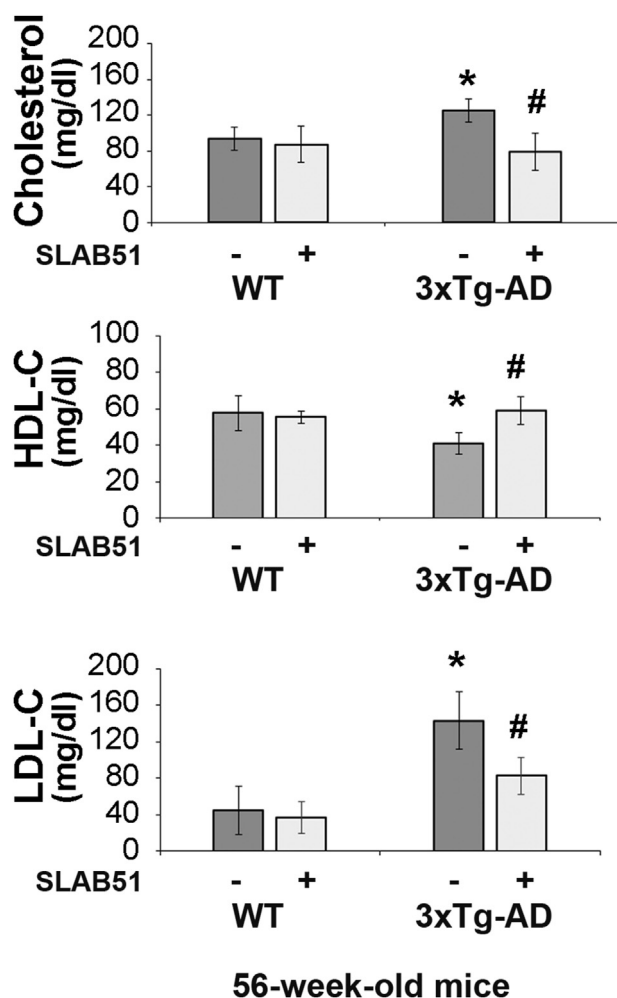 Cholesterol
(mg/dl)
200
160
120
80
40
0
*
#
SLAB51 - + - +
WT 3xTg-AD
HDL-C
(mg/dl)
100
80
60
40
20
0
*
#
SLAB51 - + - +
WT 3xTg-AD
LDL-C
(mg/dl)
200
160
120
80
40
0
*
#
SLAB51 - + - +
WT 3xTg-AD
56-week-old mice